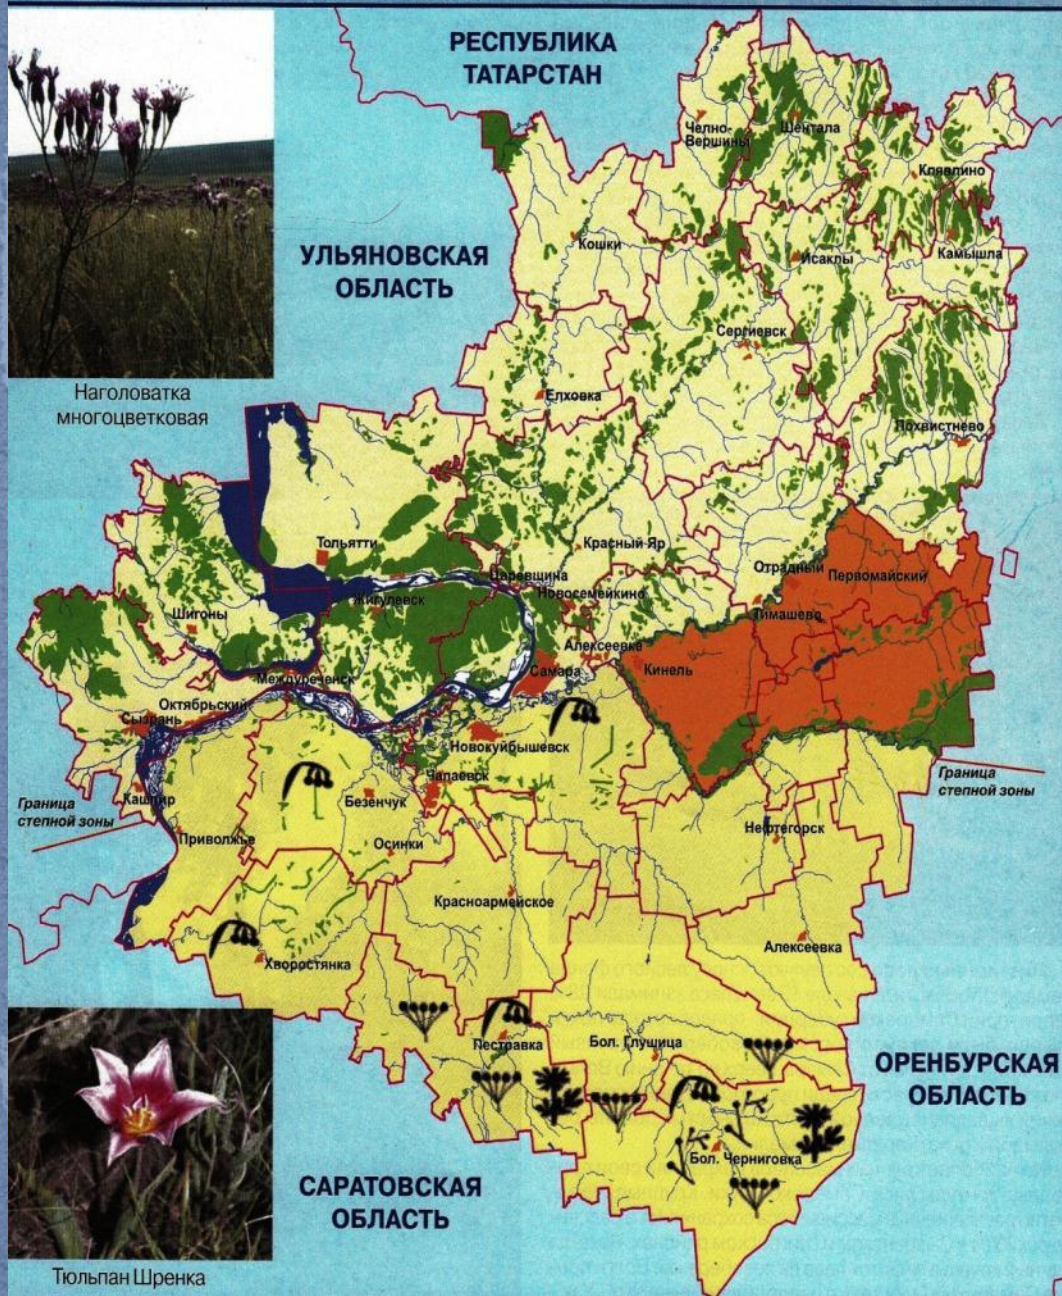 РЕСПУБЛИКА
ТАТАРСТАН
Челно-
Вершины
Шентала
Клявлино
Кошки
Исаклы
Камышла
УЛЬЯНОВСКАЯ
ОБЛАСТЬ
Сергиевск
Наголоватка
многоцветковая
Елховка
Похвистнево
Тольятти
Красный Яр
Царевщина
Отрадный
Первомайский
Жигулевск
Новосемейкино
Шигоны
Тимашево
Алексеевка
Самара
Кинель
Междуреченск
Октябрьский
Сызрань
Новокуйбышевск
Чапаевск
Граница
степной зоны
Кашпир
Безенчук
Граница
степной зоны
Приволжье
Осинки
Нефтегорск
Красноармейское
Алексеевка
Хворостянка
Пестравка
Бол. Глушица
ОРЕНБУРСКАЯ
ОБЛАСТЬ
Бол. Черниговка
САРАТОВСКАЯ
ОБЛАСТЬ
Тюльпан Шренка